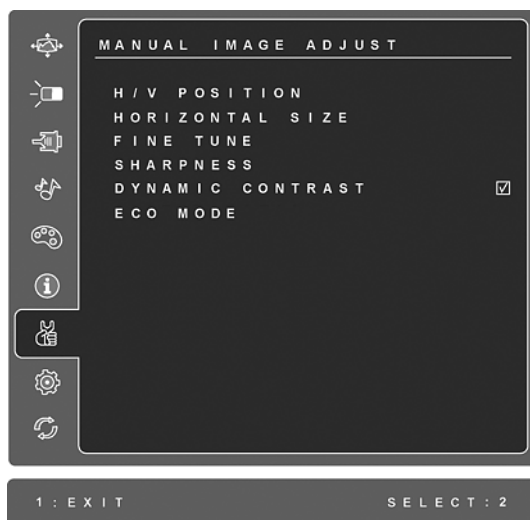 MANUAL IMAGE ADJUST
H/V POSITION
HORIZONTAL SIZE
FINE TUNE
SHARPNESS
DYNAMIC CONTRAST
ECO MODE
1:EXIT SELECT:2